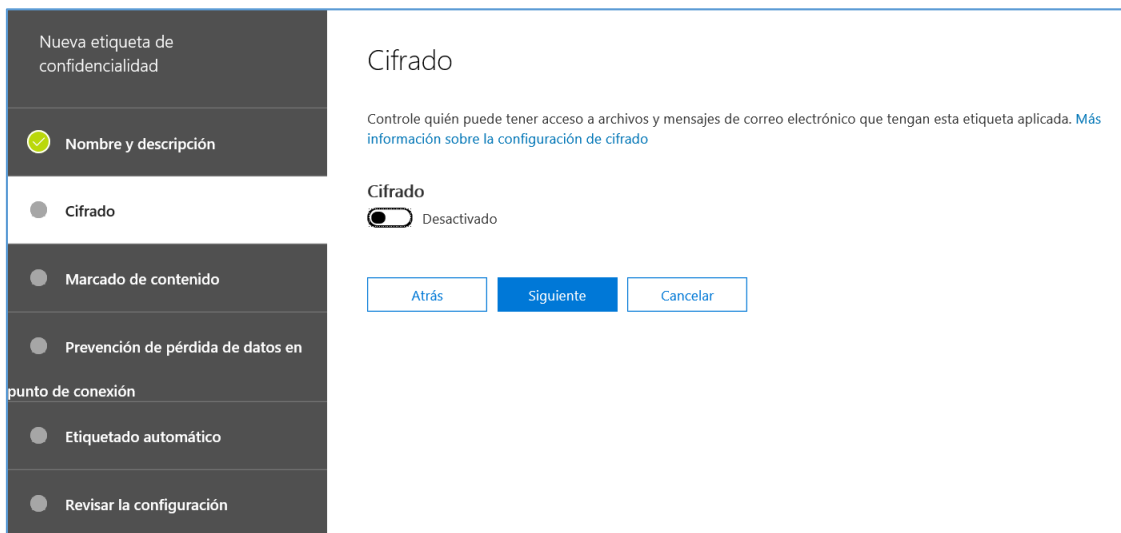 Nueva etiqueta de
confidencialidad
Nombre y descripción
Cifrado
Marcado de contenido
Prevención de pérdida de datos en
punto de conexión
Etiquetado automático
Revisar la configuración
Cifrado
Controle quién puede tener acceso a archivos y mensajes de correo electrónico que tengan esta etiqueta aplicada. Más
información sobre la configuración de cifrado
Cifrado
Desactivado
Atrás Siguiente Cancelar